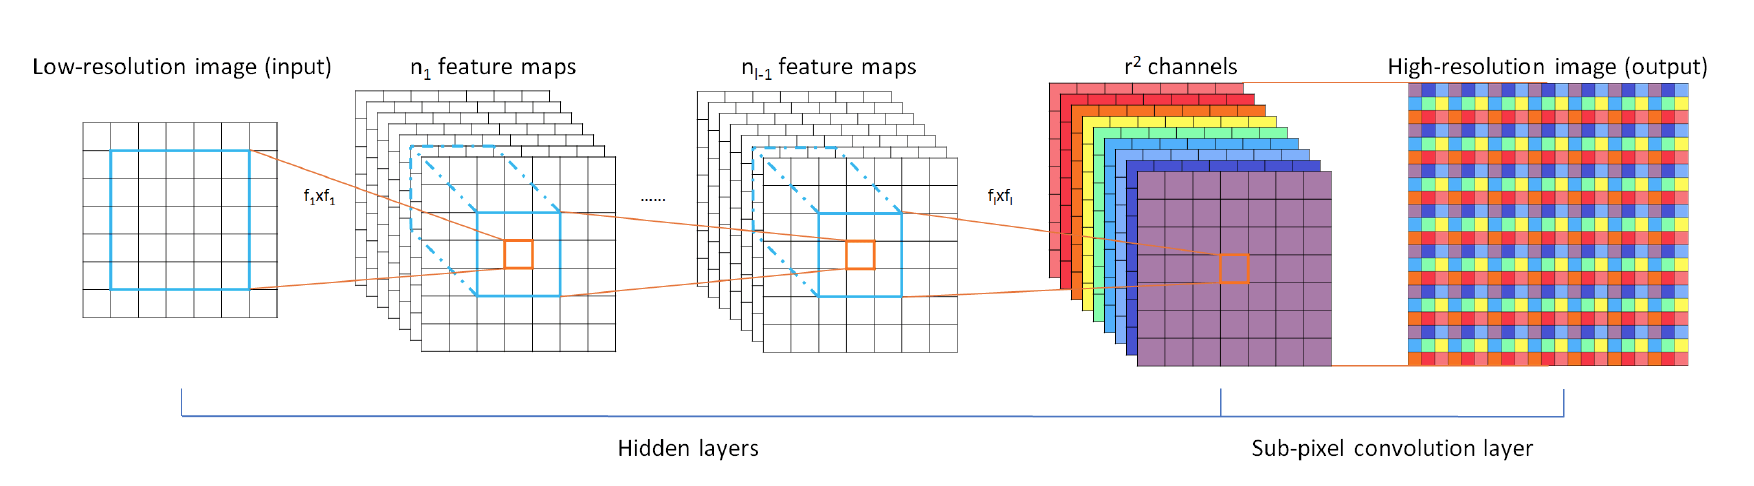 Low-resolution image (input)
n1 feature maps
nl-1 feature maps
r² channels
High-resolution image (output)
f1xf1
......
flxfl
Hidden layers
Sub-pixel convolution layer